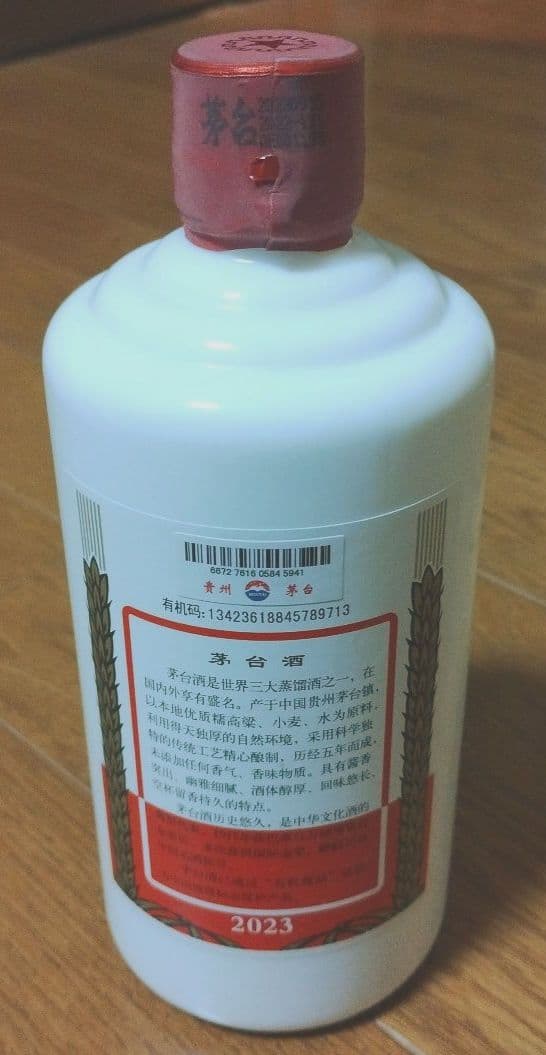 茅台
6672 7616 0584 5941
贵州 茅台
有机码:13423618845789713
茅台酒
茅台酒是世界三大蒸馏酒之一，在
国内外享有盛名。产于中国贵州茅台镇，
以本地优质糯高粱、小麦、水为原料，
利用得天独厚的自然环境，采用科学独
特的传统工艺精心酿制，历经五年而成，
未添加任何香气、香味物质。具有酱香
突出、幽雅细腻、酒体醇厚、回味悠长、
空杯留香持久的特点。
茅台酒历史悠久，是中华文化酒的
2023